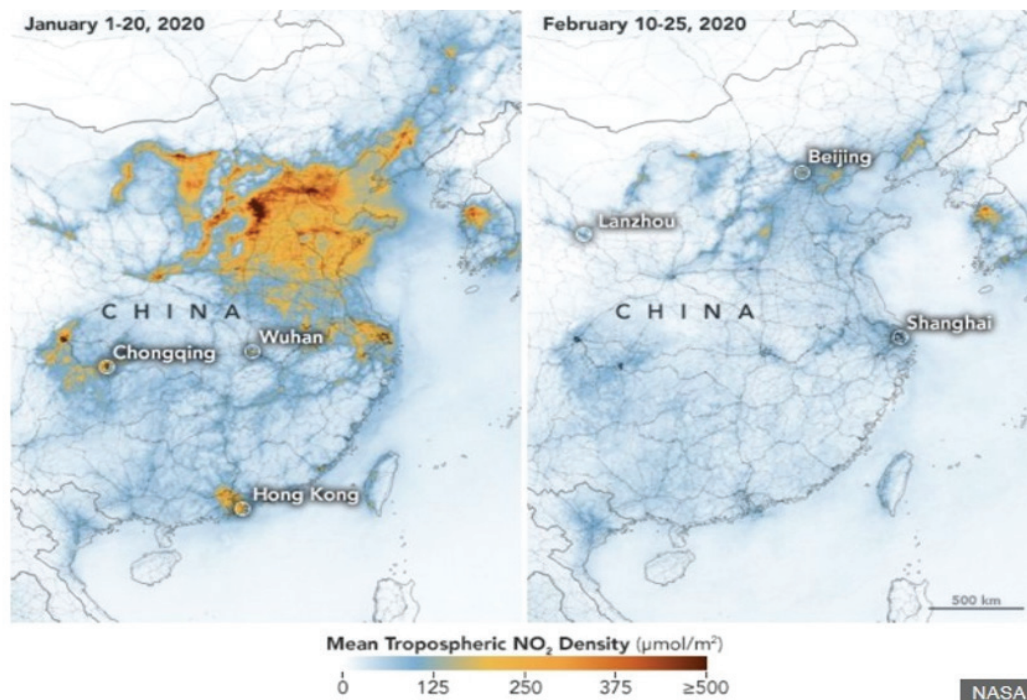 January 1-20, 2020
February 10-25, 2020
Beijing
Lanzhou
CHINA
CHINA
Wuhan
Shanghai
Chongqing
Hong Kong
500 km
Mean Tropospheric NO₂ Density (μmol/m²)
0 125 250 375 ≥500
NASA